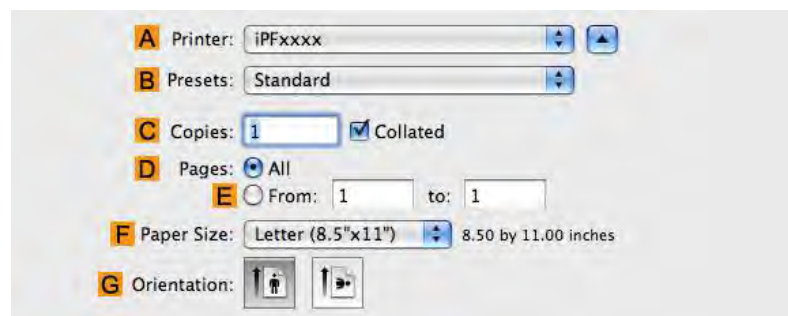 A Printer: iPFxxxx
B Presets: Standard
C Copies: 1 Collated
D Pages: All
E From: 1 to: 1
F Paper Size: Letter (8.5"x11") 8.50 by 11.00 inches
G Orientation: